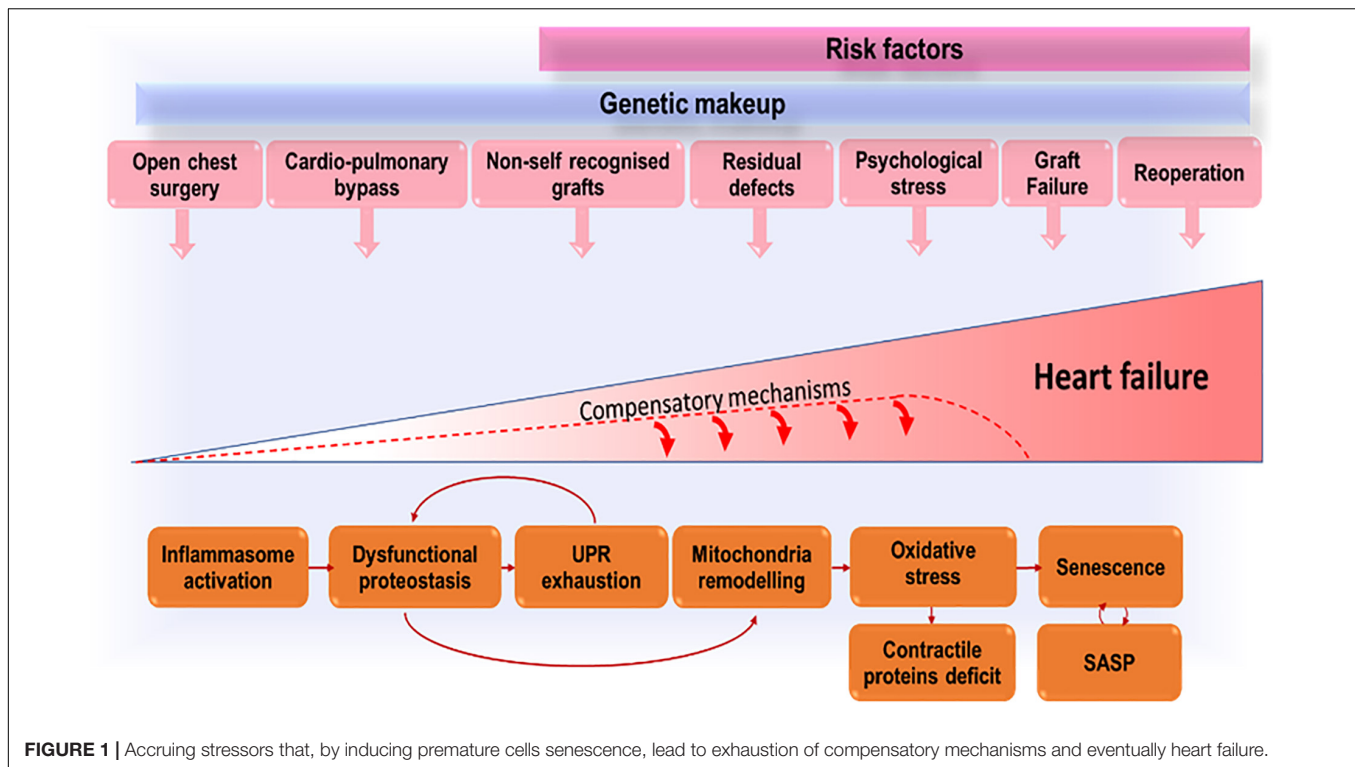 Risk factors
Genetic makeup
Open chest
surgery
Cardio-pulmonary
bypass
Non-self recognised
grafts
Residual
defects
Psychological
stress
Graft
Failure
Reoperation
Compensatory mechanisms
Heart failure
Inflammasome
activation
Dysfunctional
proteostasis
UPR
exhaustion
Mitochondria
remodelling
Oxidative
stress
Senescence
Contractile
proteins deficit
SASP
FIGURE 1 | Accruing stressors that, by inducing premature cells senescence, lead to exhaustion of compensatory mechanisms and eventually heart failure.